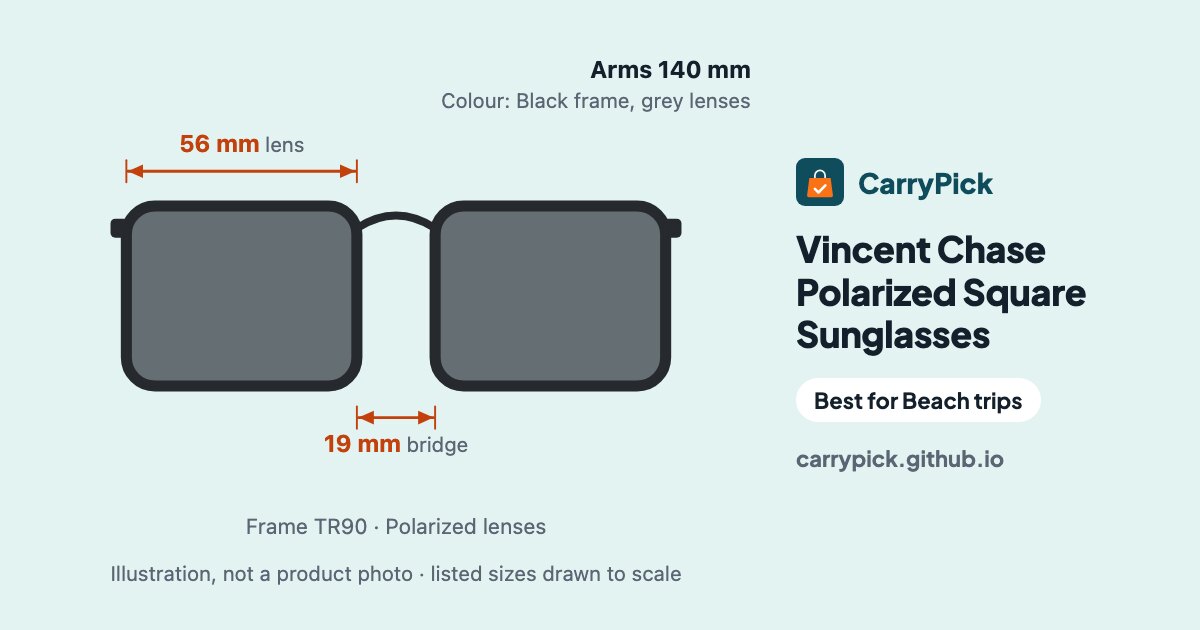 Arms 140 mm
Colour: Black frame, grey lenses
56 mm lens
19 mm bridge
Frame TR90 · Polarized lenses
Illustration, not a product photo · listed sizes drawn to scale
CarryPick
Vincent Chase
Polarized Square
Sunglasses
Best for Beach trips
carrypick.github.io